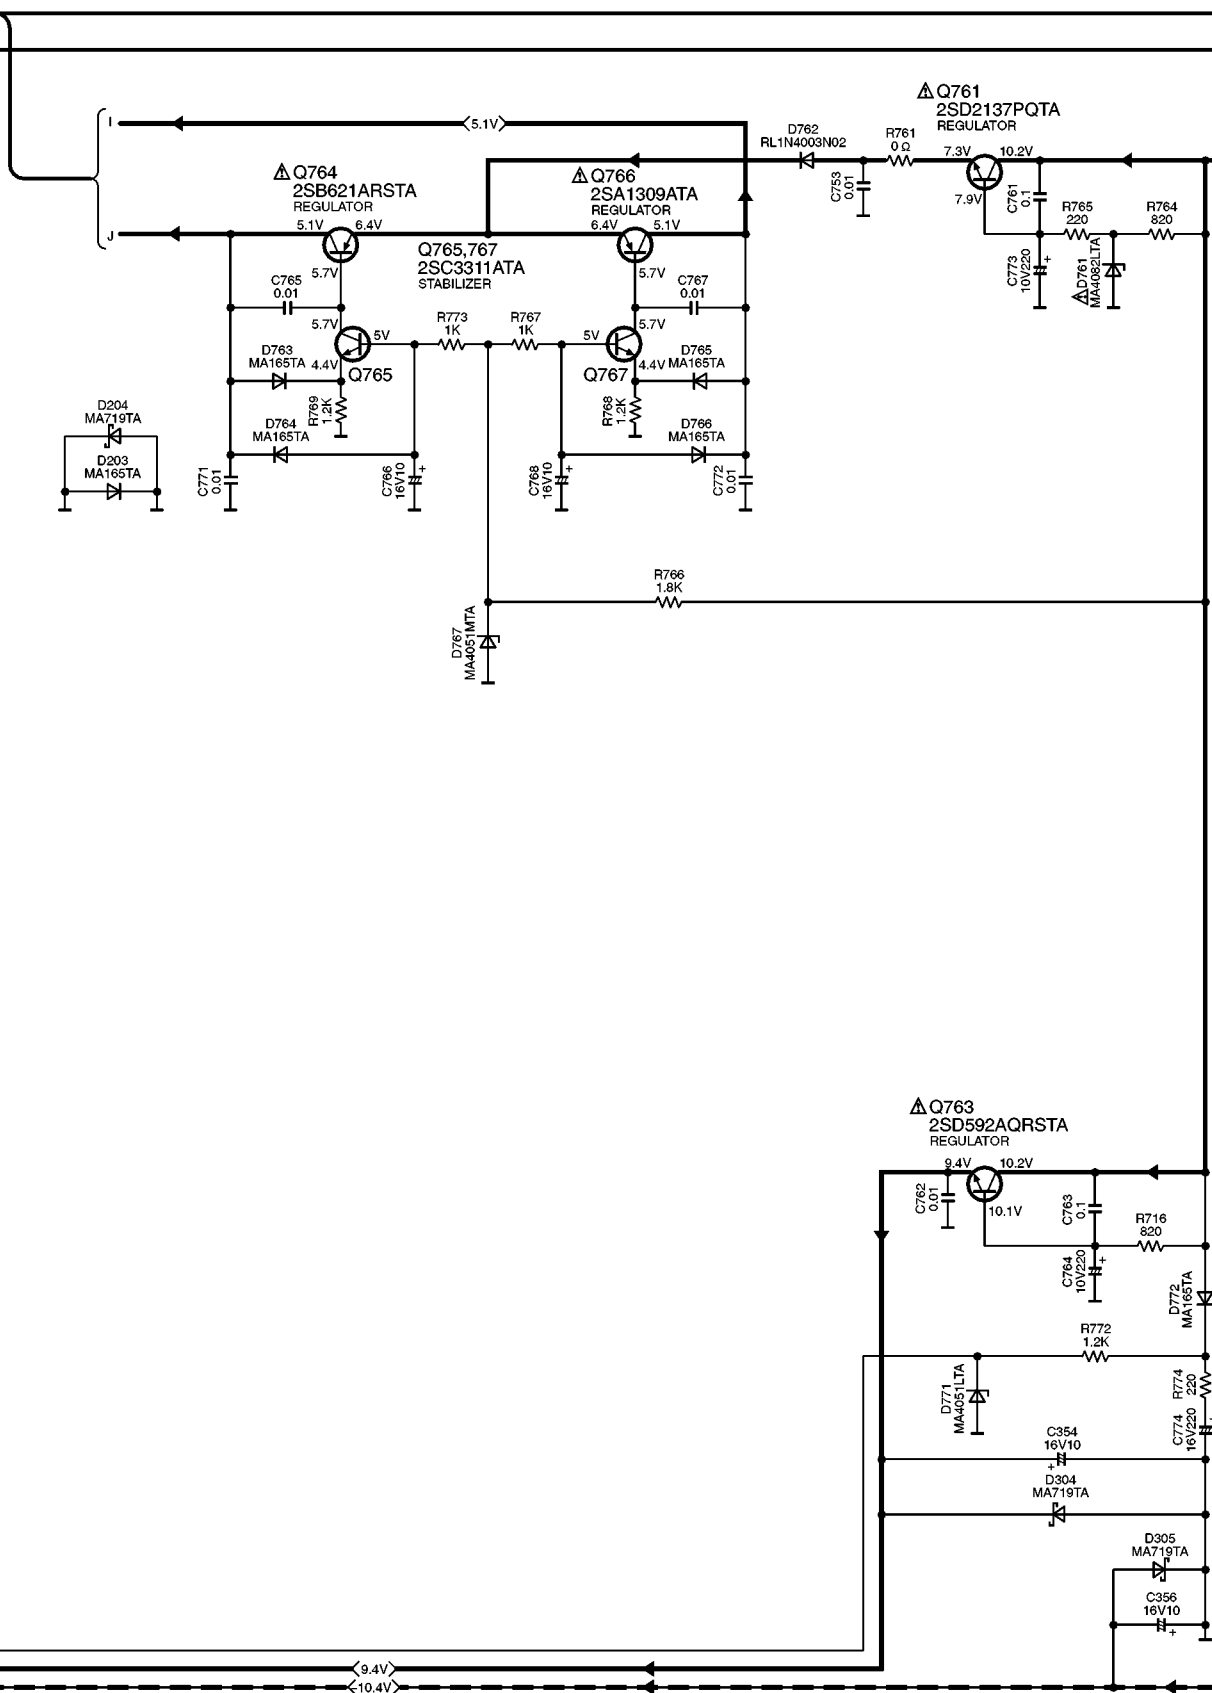 Q761
2SD2137PQTA
REGULATOR
I
5.1V
D762
RL1N4003N02
R761
0 Ω
7.3V
10.2V
7.9V
C753
0.01
C761
0.1
R765
220
R764
820
C773
10V220
+
D761
MA4082LTA
Q764
2SB621ARSTA
REGULATOR
Q766
2SA1309ATA
REGULATOR
J
5.1V
6.4V
6.4V
5.1V
Q765,767
2SC3311ATA
STABILIZER
5.7V
5.7V
C765
0.01
C767
0.01
5.7V
5V
R773
1K
R767
1K
5V
5.7V
D763
MA165TA
4.4V
Q765
Q767
4.4V
D765
MA165TA
R769
1.2K
R768
1.2K
D764
MA165TA
D766
MA165TA
D204
MA719TA
D203
MA165TA
C771
0.01
C766
16V10
+
C768
16V10
+
C772
0.01
R766
1.8K
D767
MA4051MTA
Q763
2SD592AQRSTA
REGULATOR
9.4V
10.2V
10.1V
C762
0.01
C763
0.1
R716
820
C764
10V220
+
D772
MA165TA
R772
1.2K
D771
MA4051LTA
R774
220
C774
16V220
C354
16V10
+
D304
MA719TA
D305
MA719TA
C356
16V10
+
9.4V
-10.4V